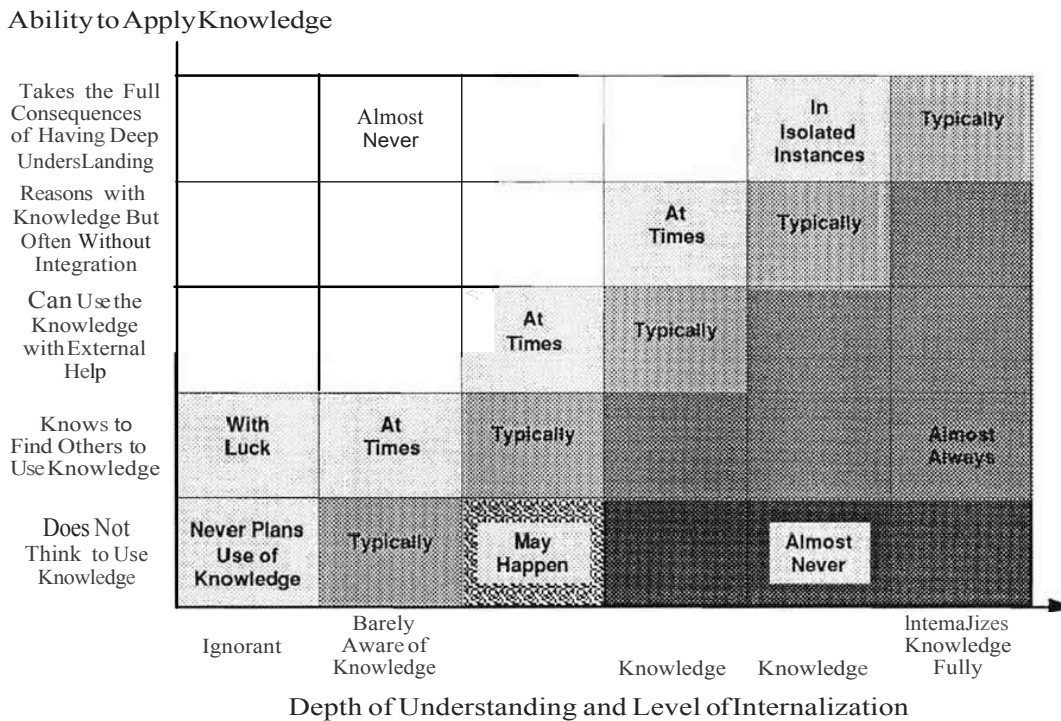 Ability to Apply Knowledge
Takes the Full
Consequences
of Having Deep
UndersLanding
Almost
Never
In
Isolated
Instances
Typically
Reasons with
Knowledge But
Often Without
Integration
At
Times
Typically
Can Use the
Knowledge
with External
Help
At
Times
Typically
Knows to
Find Others to
Use Knowledge
With
Luck
At
Times
Typically
Almost
Always
Does Not
Think to Use
Knowledge
Never Plans
Use of
Knowledge
Typically
May
Happen
Almost
Never
Ignorant
Barely
Aware of
Knowledge
Knowledge
Knowledge
lntemaJizes
Knowledge
Fully
Depth of Understanding and Level of Internalization